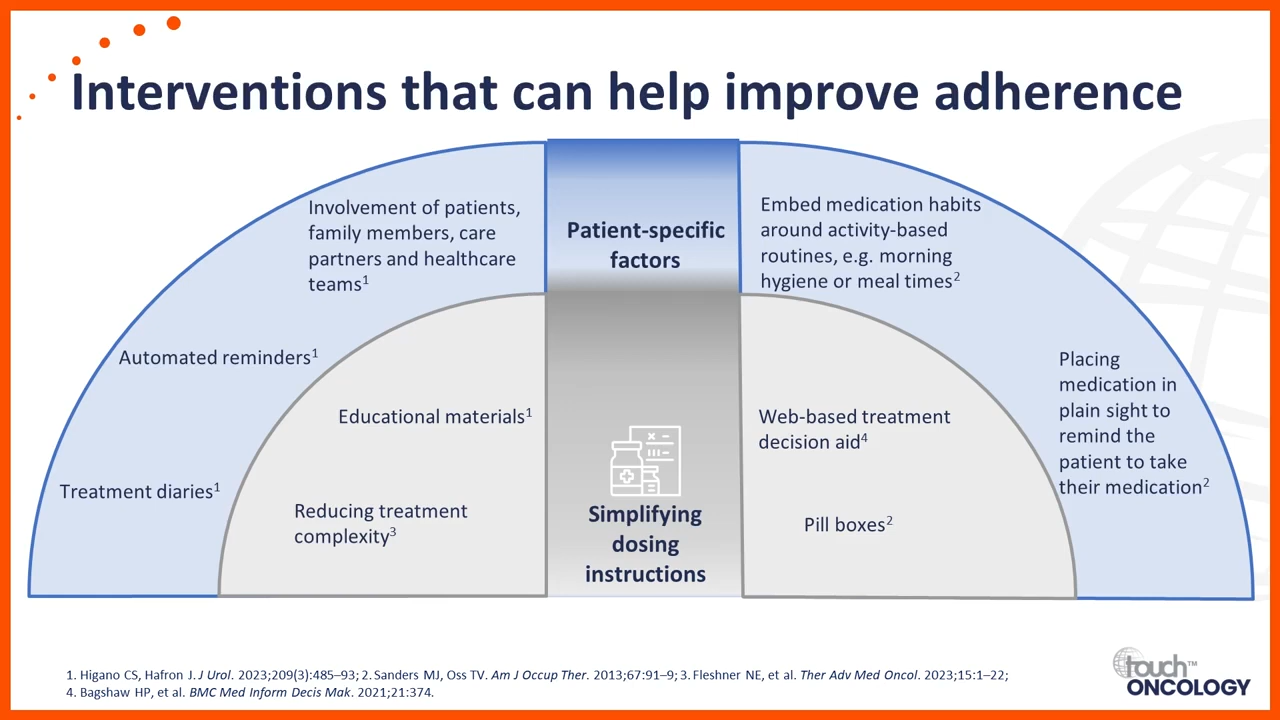 Interventions that can help improve adherence
Involvement of patients,
family members, care
partners and healthcare
teams1
Automated reminders1
Treatment diaries1
Patient-specific
factors
Embed medication habits
around activity-based
routines, e.g. morning
hygiene or meal times2
Placing
medication in
plain sight to
remind the
patient to take
their medication2
Educational materials1
Reducing treatment
complexity3
Simplifying
dosing
instructions
Web-based treatment
decision aid4
Pill boxes2
1. Higano CS, Hafron J. J Urol. 2023;209(3):485–93; 2. Sanders MJ, Oss TV. Am J Occup Ther. 2013;67:91–9; 3. Fleshner NE, et al. Ther Adv Med Oncol. 2023;15:1–22;
4. Bagshaw HP, et al. BMC Med Inform Decis Mak. 2021;21:374.
touch™
ONCOLOGY